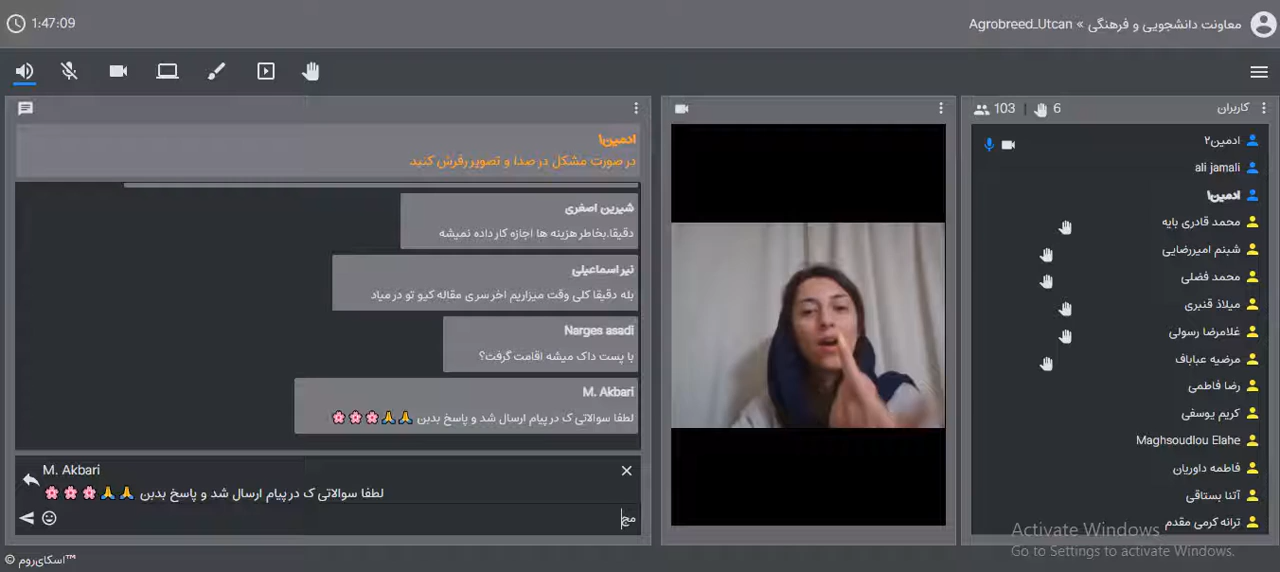 1:47:09
معاونت دانشجویی و فرهنگی » Agrobreed_Utcan
ادمین۱
در صورت مشکل در صدا و تصویر رفرش کنید
شیرین اصغری
دقیقا.بخاطر هزینه ها اجازه کار داده نمیشه
نیر اسماعیلی
بله دقیقا کلی وقت میزاریم اخر سری مقاله کیو تو در میاد
Narges asadi
با پست داک میشه اقامت گرفت؟
M. Akbari
لطفا سوالاتی ک در پیام ارسال شد و پاسخ بدین 🙏🙏🌸🌸🌸
M. Akbari
لطفا سوالاتی ک در پیام ارسال شد و پاسخ بدین 🙏🙏🌸🌸🌸
مچ
© اسکای‌روم™
103 | 6 کاربران
ادمین۲
ali jamali
ادمین۱
محمد قادری بایه
شبنم امیررضایی
محمد فضلی
میلاد قنبری
غلامرضا رسولی
مرضیه عباباف
رضا فاطمی
کریم یوسفی
Maghsoudlou Elahe
فاطمه داوریان
آتنا بستاقی
ترانه کرمی مقدم
Activate Windows
Go to Settings to activate Windows.